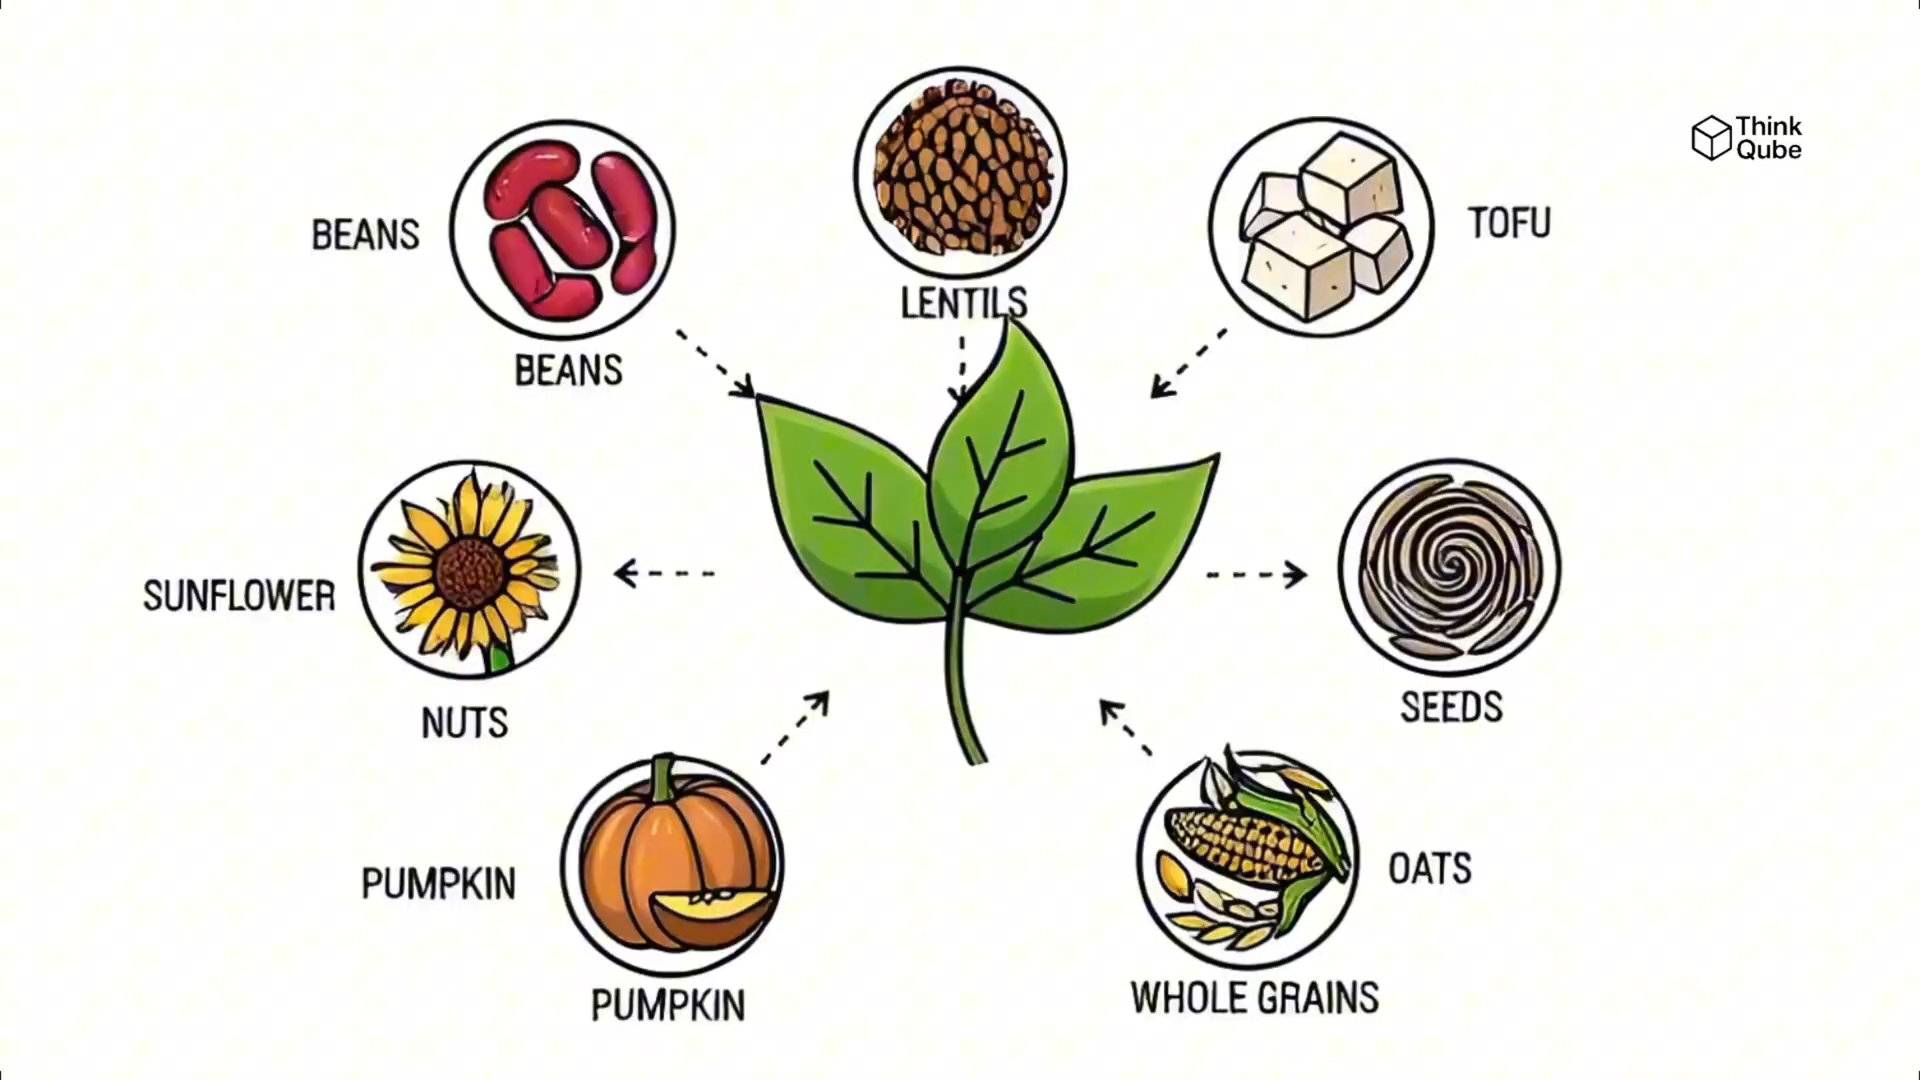 Think
Qube
BEANS
BEANS
LENTILS
TOFU
SUNFLOWER
NUTS
SEEDS
PUMPKIN
PUMPKIN
OATS
WHOLE GRAINS